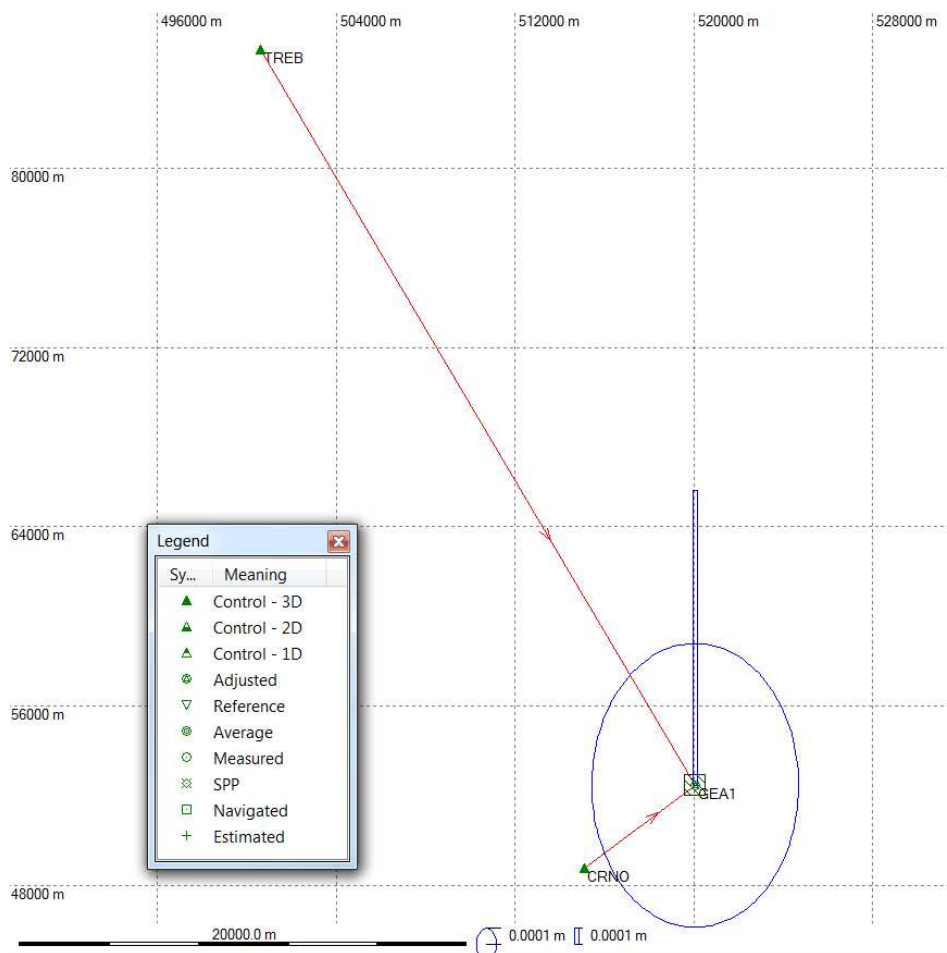 496000 m
504000 m
512000 m
520000 m
528000 m
TREB
80000 m
72000 m
64000 m
Legend
Sy... Meaning
Control - 3D
Control - 2D
Control - 1D
Adjusted
Reference
Average
Measured
SPP
Navigated
Estimated
56000 m
GEA1
CRNO
48000 m
20000.0 m
0.0001 m
0.0001 m